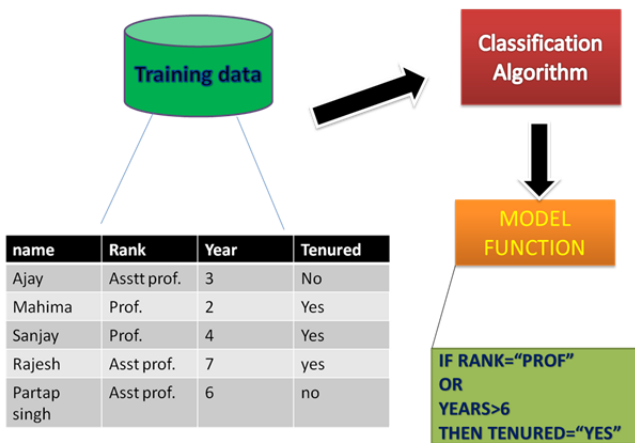 Training data
Classification
Algorithm
MODEL
FUNCTION
name Rank Year Tenured
Ajay Asstt prof. 3 No
Mahima Prof. 2 Yes
Sanjay Prof. 4 Yes
Rajesh Asst prof. 7 yes
Partap
singh Asst prof. 6 no
IF RANK=“PROF”
OR
YEARS>6
THEN TENURED=“YES”